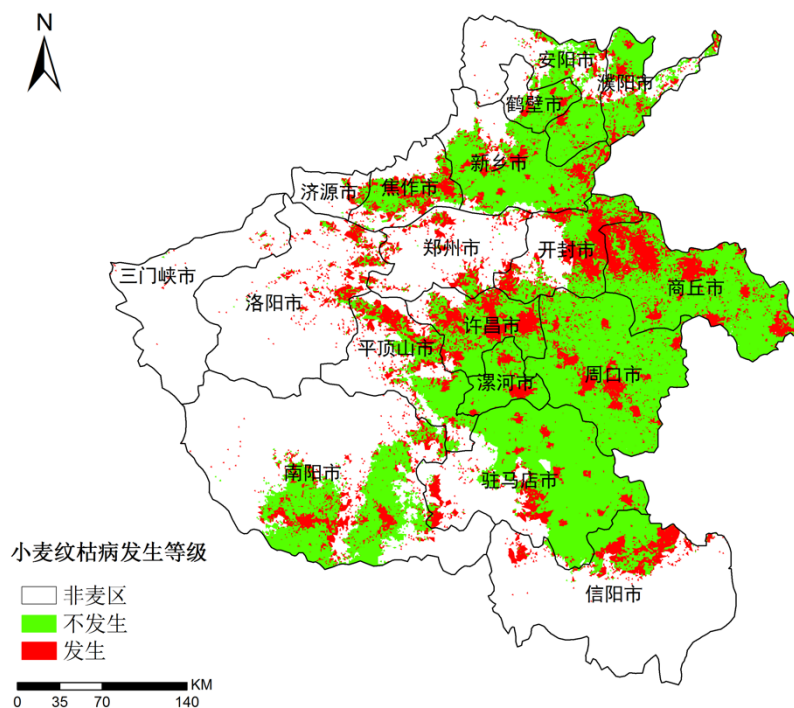 N
安阳市
濮阳市
鹤壁市
新乡市
济源市
焦作市
郑州市
开封市
三门峡市
洛阳市
商丘市
许昌市
平顶山市
漯河市
周口市
南阳市
驻马店市
信阳市
小麦纹枯病发生等级
非麦区
不发生
发生
KM
0 35 70 140